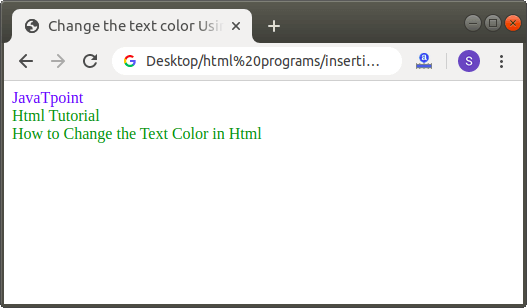 Change the text color Usi
Desktop/html%20programs/inserti...
S
JavaTpoint
Html Tutorial
How to Change the Text Color in Html